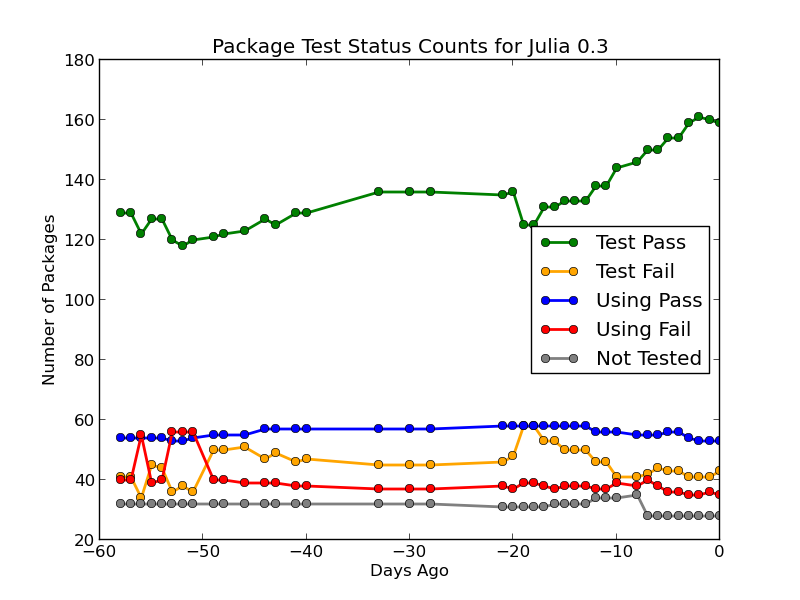 Package Test Status Counts for Julia 0.3
180
160
140
120
100
80
60
40
20
Number of Packages
Test Pass
Test Fail
Using Pass
Using Fail
Not Tested
−60 −50 −40 −30 −20 −10 0
Days Ago